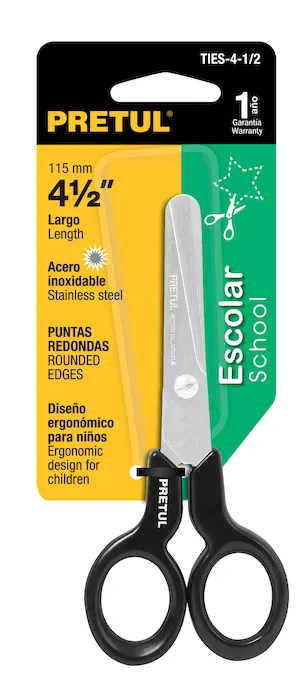 TIES-4-1/2
PRETUL®
1 año
Garantía
Warranty
115 mm
4½"
Largo
Length
Acero
inoxidable
Stainless steel
PUNTAS
REDONDAS
ROUNDED
EDGES
Diseño
ergonómico
para niños
Ergonomic
design for
children
Escolar
School
PRETUL
PRETUL